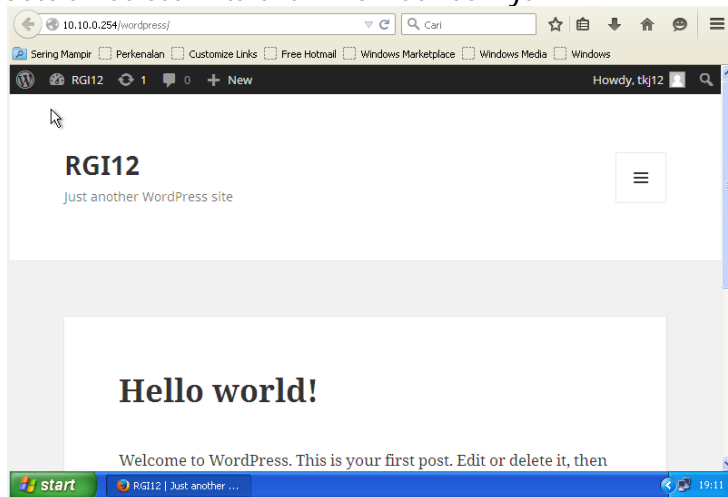 10.10.0.254/wordpress/
Cari
Sering Mampir Perkenalan Customize Links Free Hotmail Windows Marketplace Windows Media Windows
RGI12 1 0 + New Howdy, tkj12
RGI12
Just another WordPress site
Hello world!
Welcome to WordPress. This is your first post. Edit or delete it, then
start RGI12 | Just another ... 19:11